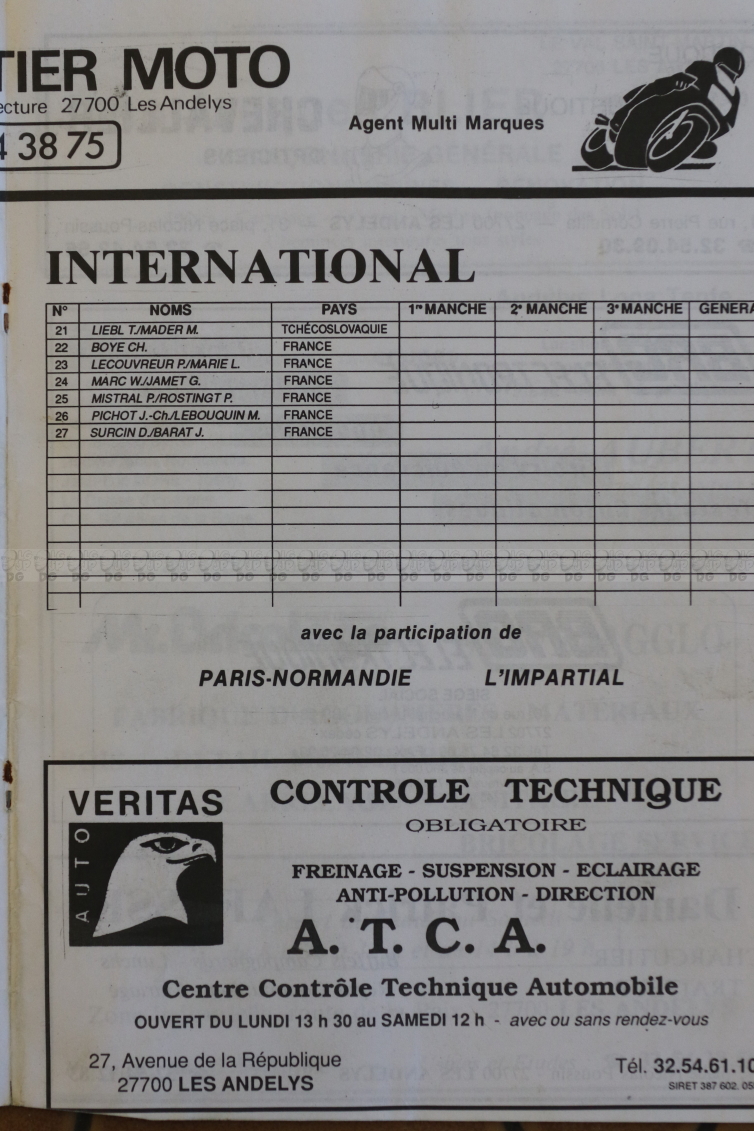 TIER MOTO
ecture 27700 Les Andelys
4 38 75
Agent Multi Marques
INTERNATIONAL
N° NOMS PAYS 1re MANCHE 2e MANCHE 3e MANCHE GENERA
21 LIEBL T./MADER M. TCHÉCOSLOVAQUIE
22 BOYE CH. FRANCE
23 LECOUVREUR P./MARIE L. FRANCE
24 MARC W./JAMET G. FRANCE
25 MISTRAL P./ROSTINGT P. FRANCE
26 PICHOT J.-Ch./LEBOUQUIN M. FRANCE
27 SURCIN D./BARAT J. FRANCE
avec la participation de
PARIS-NORMANDIE L'IMPARTIAL
VERITAS
AUTO
CONTROLE TECHNIQUE
OBLIGATOIRE
FREINAGE - SUSPENSION - ECLAIRAGE
ANTI-POLLUTION - DIRECTION
A. T. C. A.
Centre Contrôle Technique Automobile
OUVERT DU LUNDI 13 h 30 au SAMEDI 12 h - avec ou sans rendez-vous
27, Avenue de la République
27700 LES ANDELYS
Tél. 32.54.61.10
SIRET 387 602. 05